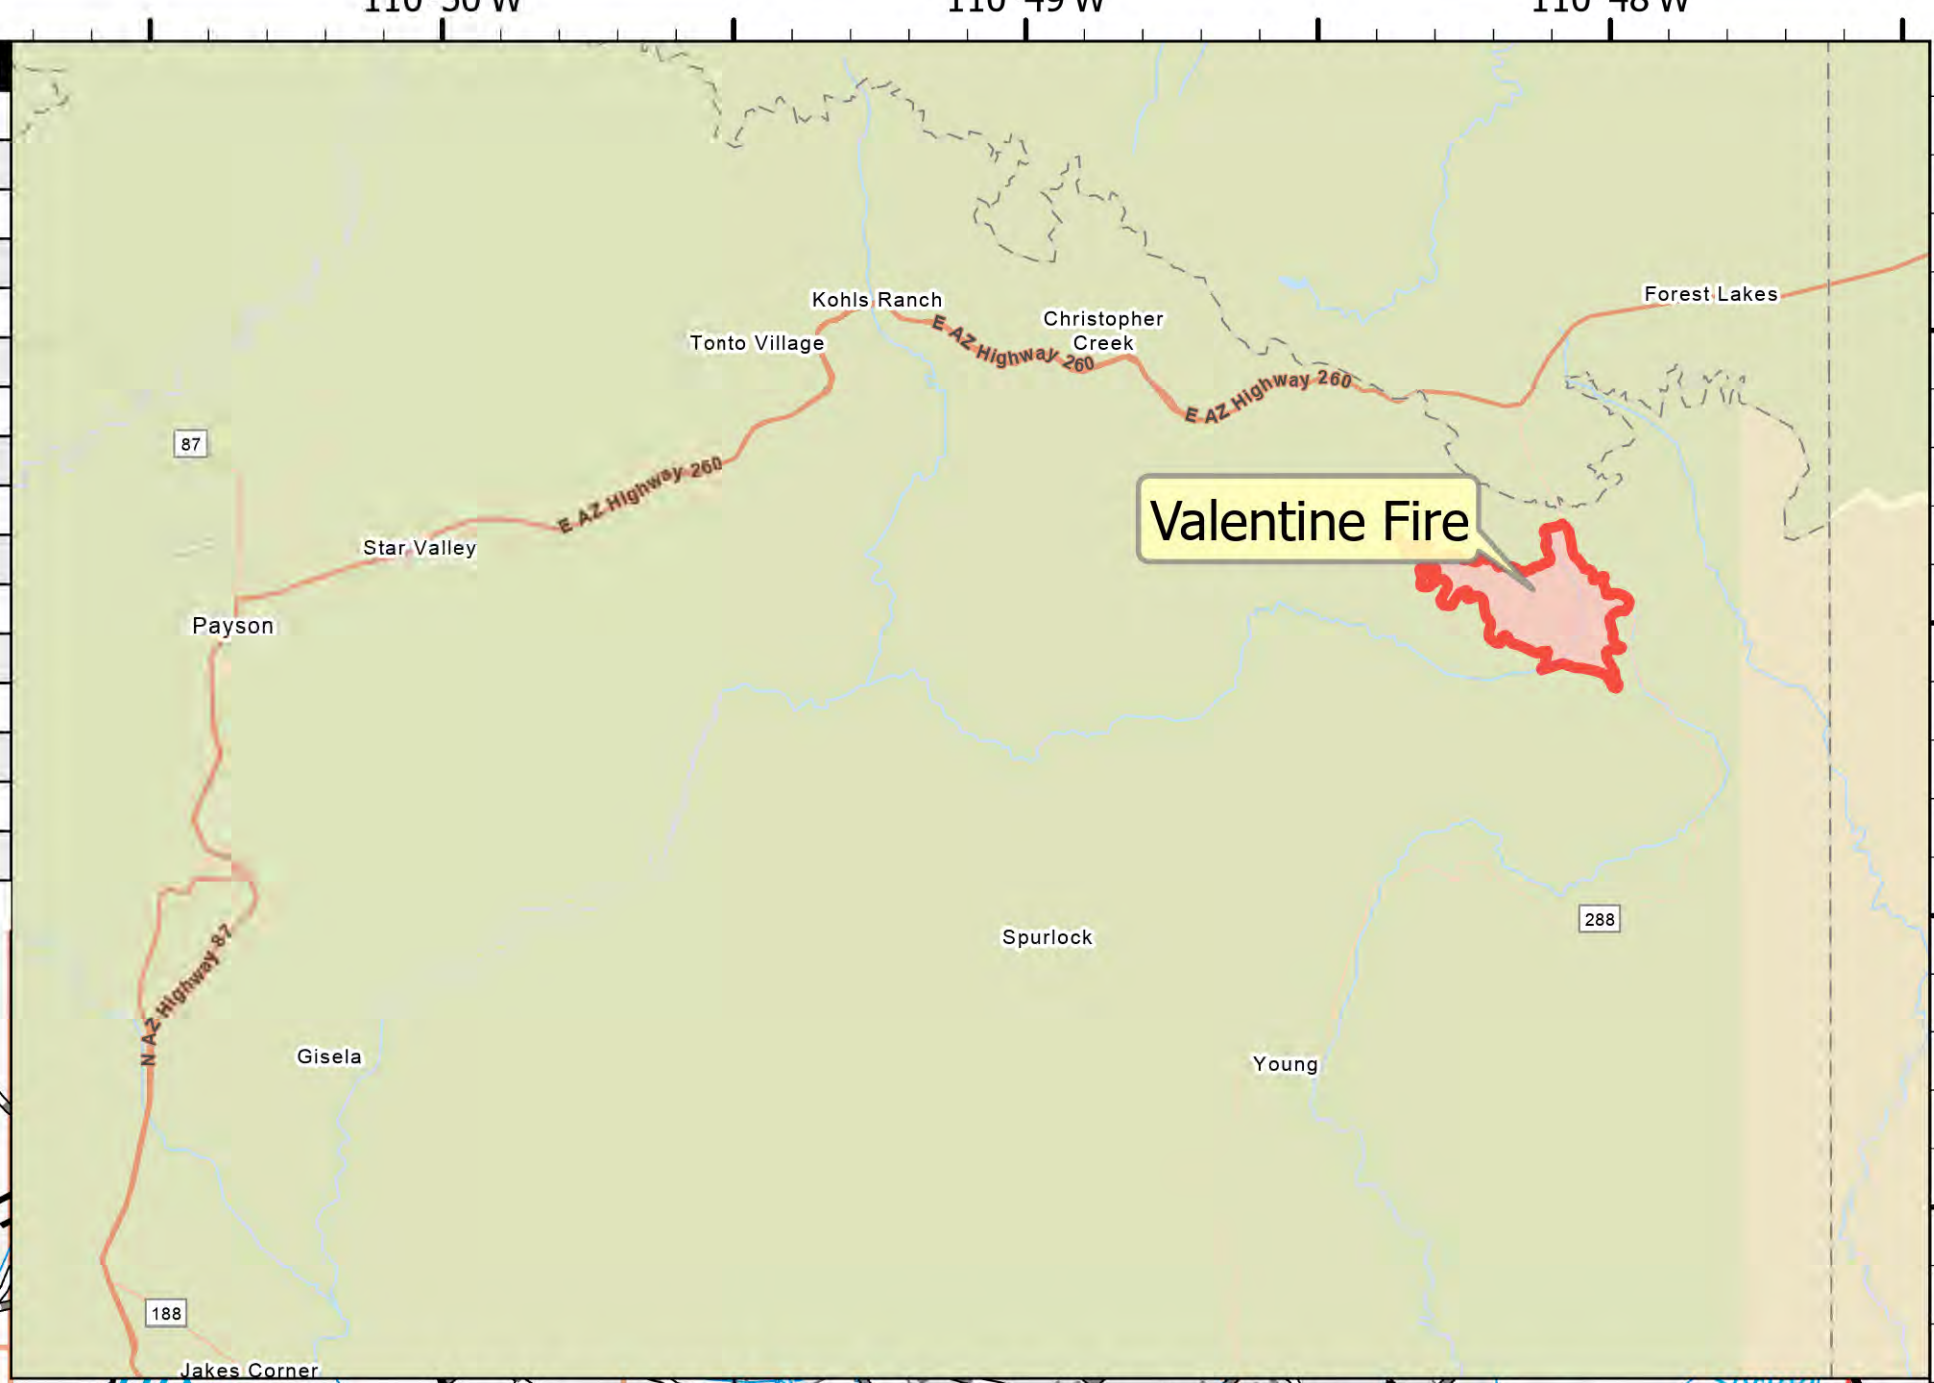 110°50'W
110°49'W
110°48'W
Kohls Ranch
Forest Lakes
Christopher
Creek
Tonto Village
E AZ Highway 260
E AZ Highway 260
E AZ Highway 260
87
Valentine Fire
Star Valley
Payson
288
Spurlock
N AZ Highway 87
Gisela
Young
188
Jakes Corner